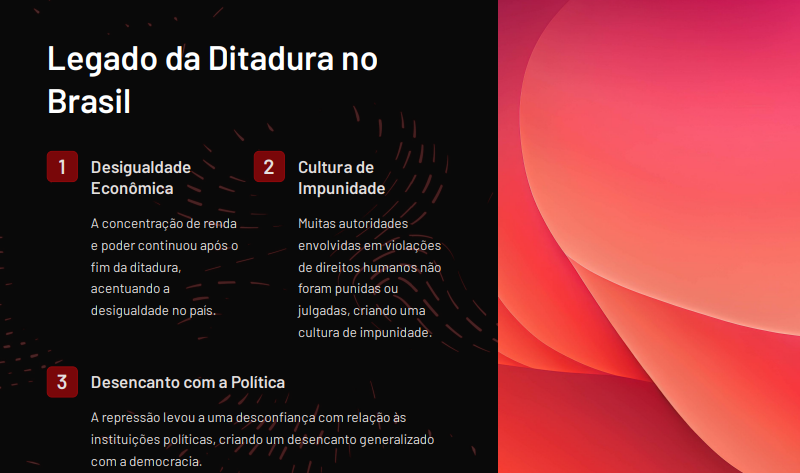 Legado da Ditadura no
Brasil
1
Desigualdade
Econômica
A concentração de renda
e poder continuou após o
fim da ditadura,
acentuando a
desigualdade no país.
2
Cultura de
Impunidade
Muitas autoridades
envolvidas em violações
de direitos humanos não
foram punidas ou
julgadas, criando uma
cultura de impunidade.
3
Desencanto com a Política
A repressão levou a uma desconfiança com relação às
instituições políticas, criando um desencanto generalizado
com a democracia.